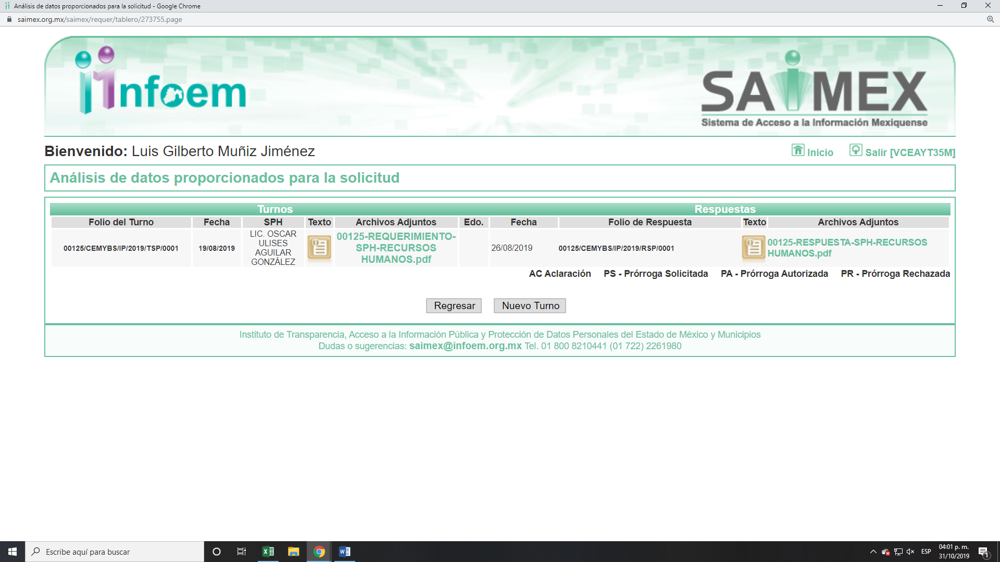 Análisis de datos proporcionados para la solicitud - Google Chrome
saimex.org.mx/saimex/requer/tablero/273755.page
infoem
SAIMEX
Sistema de Acceso a la Información Mexiquense
Bienvenido: Luis Gilberto Muñiz Jiménez
Inicio
Salir [VCEAYT35M]
Análisis de datos proporcionados para la solicitud
Turnos
Respuestas
Folio del Turno
Fecha
SPH
Texto
Archivos Adjuntos
Edo.
Fecha
Folio de Respuesta
Texto
Archivos Adjuntos
00125/CEMYBS/IP/2019/TSP/0001
19/08/2019
LIC. OSCAR
ULISES
AGUILAR
GONZÁLEZ
00125-REQUERIMIENTO-
SPH-RECURSOS
HUMANOS.pdf
26/08/2019
00125/CEMYBS/IP/2019/RSP/0001
00125-RESPUESTA-SPH-RECURSOS
HUMANOS.pdf
AC Aclaración
PS - Prórroga Solicitada
PA - Prórroga Autorizada
PR - Prórroga Rechazada
Regresar
Nuevo Turno
Instituto de Transparencia, Acceso a la Información Pública y Protección de Datos Personales del Estado de México y Municipios
Dudas o sugerencias: saimex@infoem.org.mx Tel. 01 800 8210441 (01 722) 2261980
Escribe aquí para buscar
ESP
04:01 p. m.
31/10/2019
1